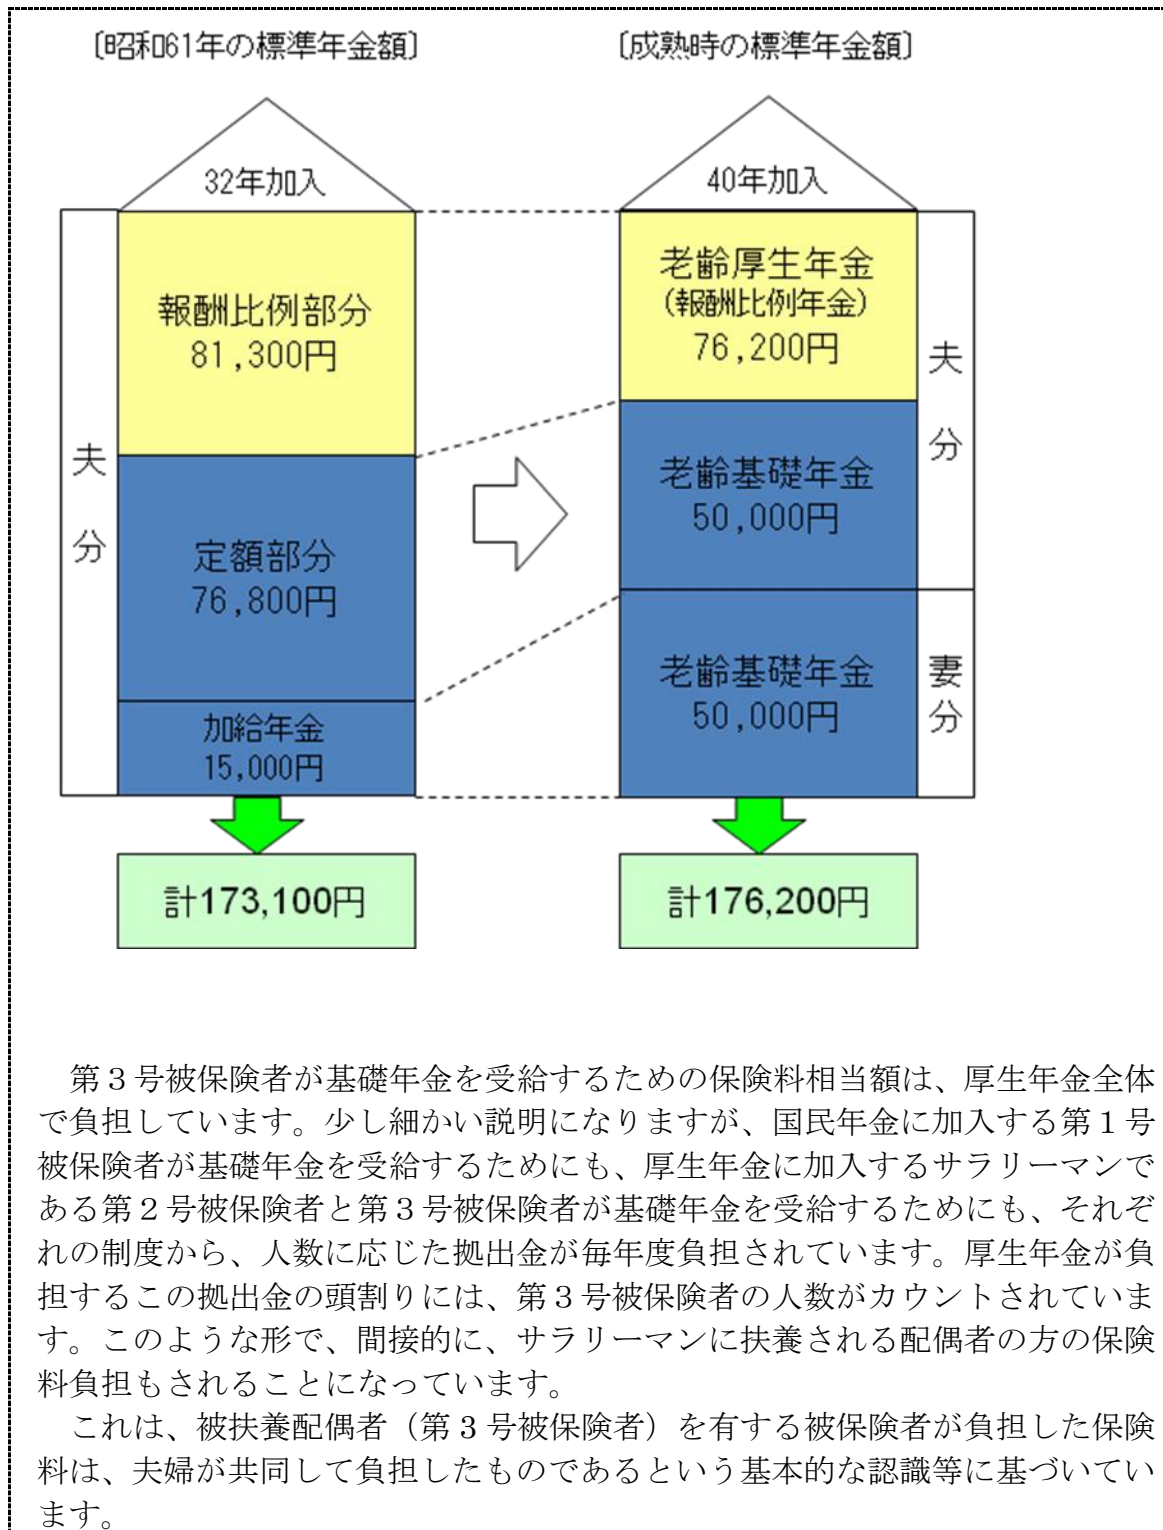 〔昭和61年の標準年金額〕
〔成熟時の標準年金額〕
32年加入
40年加入
夫分
報酬比例部分
81,300円
定額部分
76,800円
加給年金
15,000円
老齢厚生年金
(報酬比例年金)
76,200円
老齢基礎年金
50,000円
老齢基礎年金
50,000円
夫分
妻分
計173,100円
計176,200円
第３号被保険者が基礎年金を受給するための保険料相当額は、厚生年金全体
で負担しています。少し細かい説明になりますが、国民年金に加入する第１号
被保険者が基礎年金を受給するためにも、厚生年金に加入するサラリーマンで
ある第２号被保険者と第３号被保険者が基礎年金を受給するためにも、それぞ
れの制度から、人数に応じた拠出金が毎年度負担されています。厚生年金が負
担するこの拠出金の頭割りには、第３号被保険者の人数がカウントされていま
す。このような形で、間接的に、サラリーマンに扶養される配偶者の方の保険
料負担もされることになっています。
これは、被扶養配偶者（第３号被保険者）を有する被保険者が負担した保険
料は、夫婦が共同して負担したものであるという基本的な認識等に基づいてい
ます。